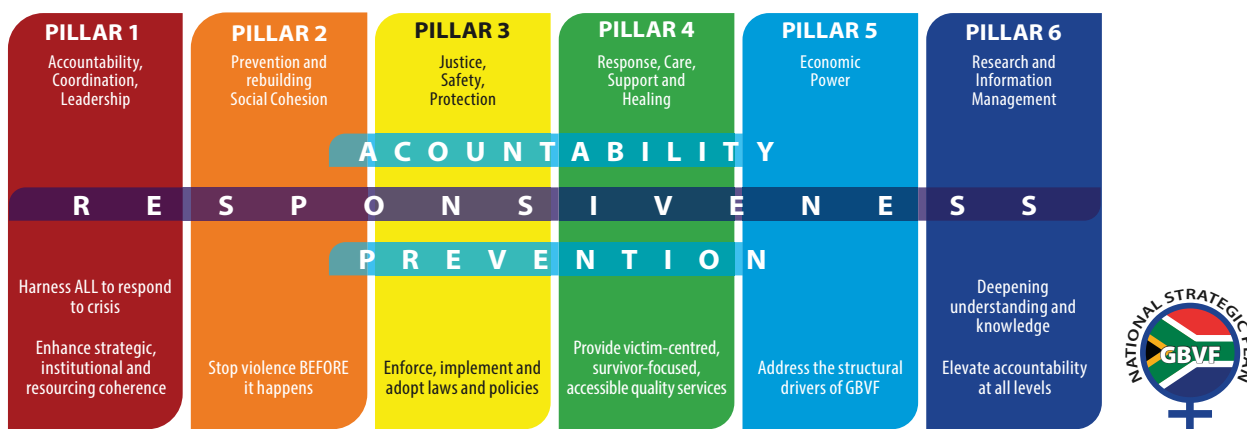 PILLAR 1
Accountability,
Coordination,
Leadership
PILLAR 2
Prevention and
rebuilding
Social Cohesion
PILLAR 3
Justice,
Safety,
Protection
PILLAR 4
Response, Care,
Support and
Healing
PILLAR 5
Economic
Power
PILLAR 6
Research and
Information
Management
ACOUNTABILITY
RESPONSIVENESS
PREVENTION
Harness ALL to respond
to crisis
Enhance strategic,
institutional and
resourcing coherence
Stop violence BEFORE
it happens
Enforce, implement and
adopt laws and policies
Provide victim-centred,
survivor-focused,
accessible quality services
Address the structural
drivers of GBVF
Deepening
understanding and
knowledge
Elevate accountability
at all levels
NATIONAL STRATEGIC PLAN
GBVF